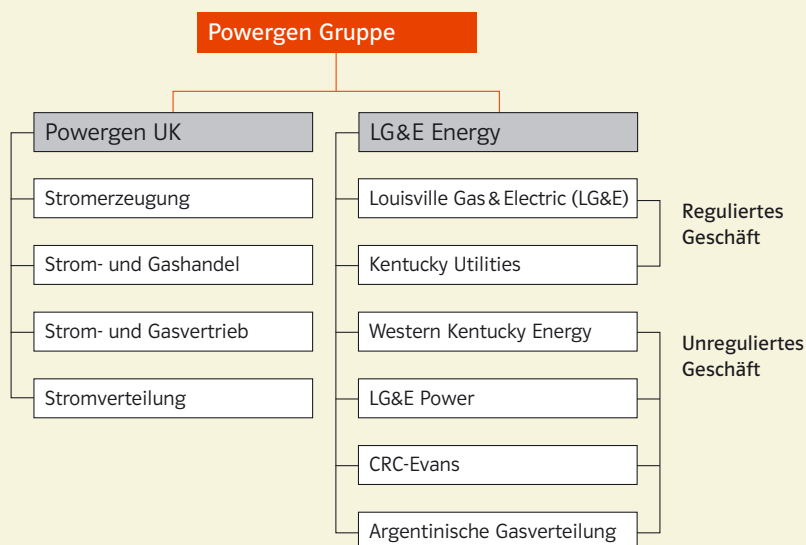 Powergen Gruppe
Powergen UK
Stromerzeugung
Strom- und Gashandel
Strom- und Gasvertrieb
Stromverteilung
LG&E Energy
Louisville Gas & Electric (LG&E)
Kentucky Utilities
Western Kentucky Energy
LG&E Power
CRC-Evans
Argentinische Gasverteilung
Reguliertes
Geschäft
Unreguliertes
Geschäft